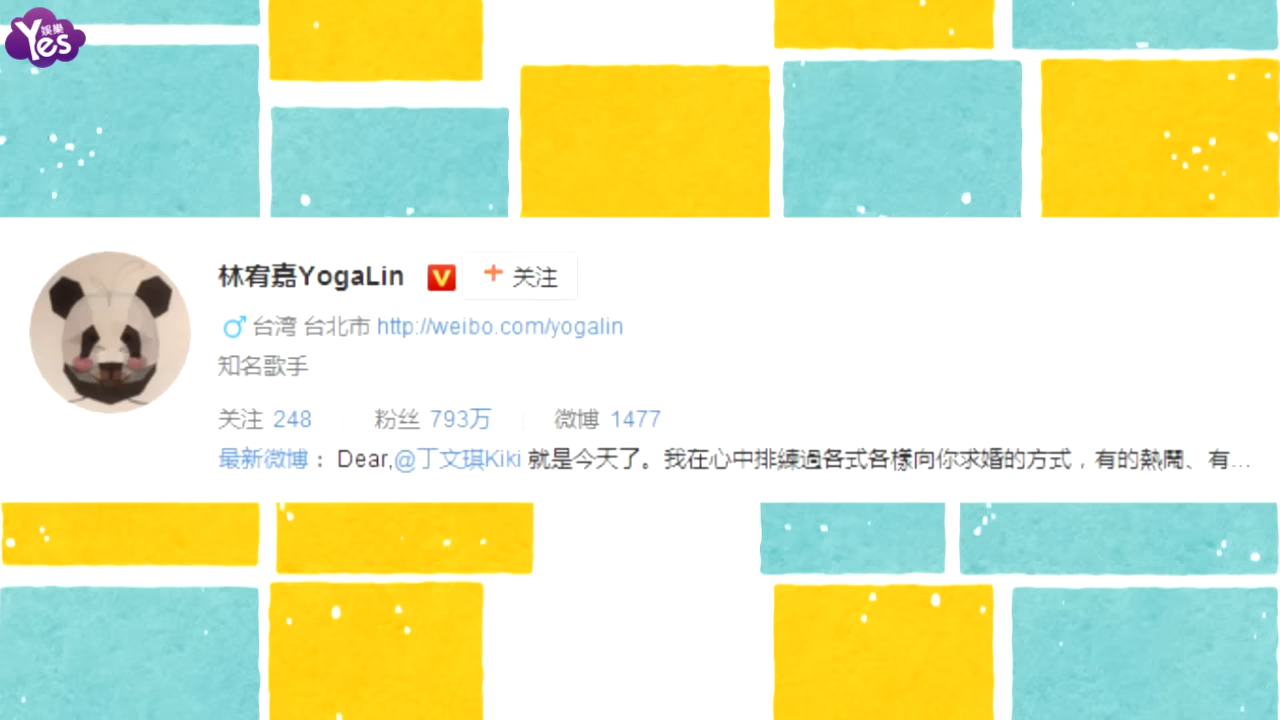 Yes娛樂
林宥嘉YogaLin V + 关注
台湾 台北市 http://weibo.com/yogalin
知名歌手
关注 248 粉丝 793万 微博 1477
最新微博： Dear,@丁文琪Kiki 就是今天了。我在心中排練過各式各樣向你求婚的方式，有的熱鬧、有...